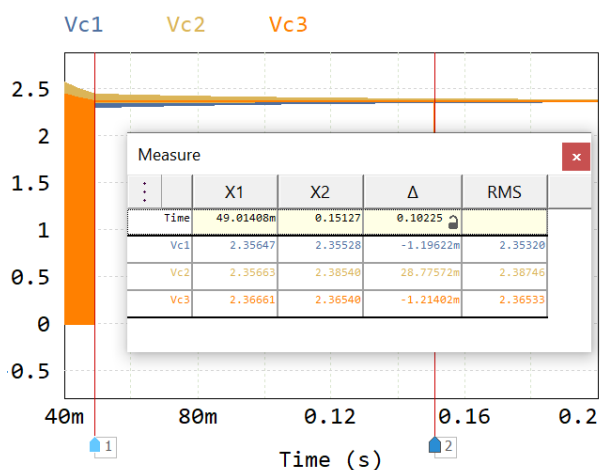 Vc1 Vc2 Vc3
2.5
2
1.5
1
0.5
0
-0.5
Measure
X1 X2 Δ RMS
Time 49.01408m 0.15127 0.10225
Vc1 2.35647 2.35528 -1.19622m 2.35320
Vc2 2.35663 2.38540 28.77572m 2.38746
Vc3 2.36661 2.36540 -1.21402m 2.36533
40m 80m 0.12 0.16 0.2
1 2
Time (s)